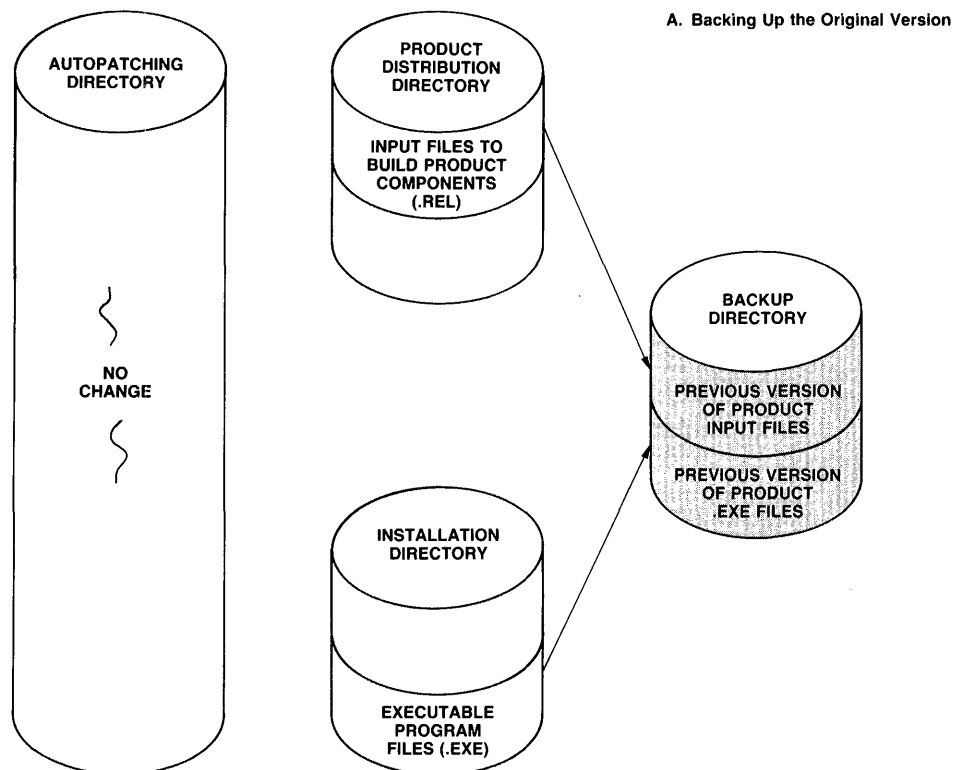 A. Backing Up the Original Version
AUTOPATCHING
DIRECTORY
NO
CHANGE
PRODUCT
DISTRIBUTION
DIRECTORY
INPUT FILES TO
BUILD PRODUCT
COMPONENTS
(.REL)
BACKUP
DIRECTORY
PREVIOUS VERSION
OF PRODUCT
INPUT FILES
PREVIOUS VERSION
OF PRODUCT
.EXE FILES
INSTALLATION
DIRECTORY
EXECUTABLE
PROGRAM
FILES (.EXE)